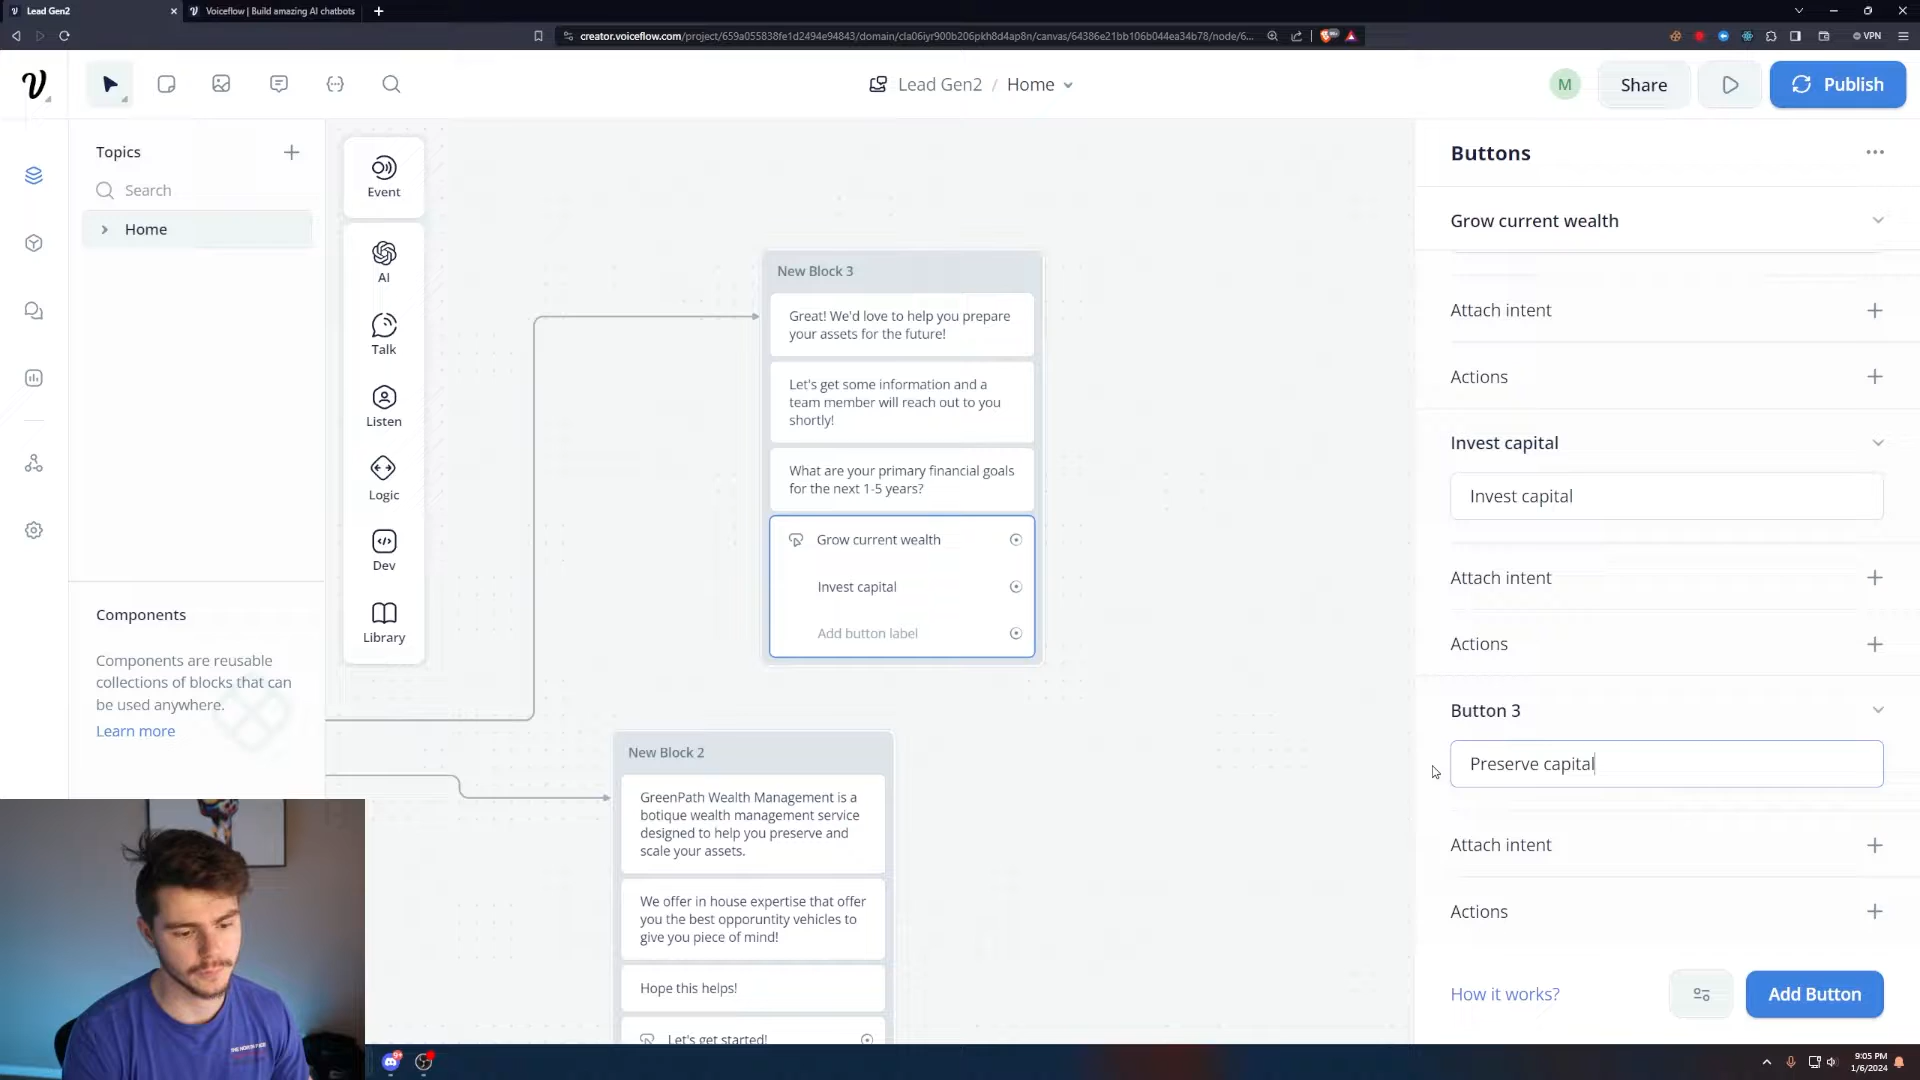 Lead Gen2
Voiceflow | Build amazing AI chatbots
creator.voiceflow.com/project/659a055838fe1d2494e94843/domain/cla06iyr900b206pkh8d4ap8n/canvas/64386e21bb106b044ea34b78/node/6...
VPN
Lead Gen2 / Home
M
Share
Publish
Topics
Search
Home
Components
Components are reusable
collections of blocks that can
be used anywhere.
Learn more
Event
AI
Talk
Listen
Logic
Dev
Library
New Block 3
Great! We'd love to help you prepare
your assets for the future!
Let's get some information and a
team member will reach out to you
shortly!
What are your primary financial goals
for the next 1-5 years?
Grow current wealth
Invest capital
Add button label
New Block 2
GreenPath Wealth Management is a
botique wealth management service
designed to help you preserve and
scale your assets.
We offer in house expertise that offer
you the best opporuntity vehicles to
give you piece of mind!
Hope this helps!
Let's get started!
Buttons
Grow current wealth
Attach intent
Actions
Invest capital
Invest capital
Attach intent
Actions
Button 3
Preserve capital
Attach intent
Actions
How it works?
Add Button
THE NORTH FACE
9:05 PM
1/6/2024